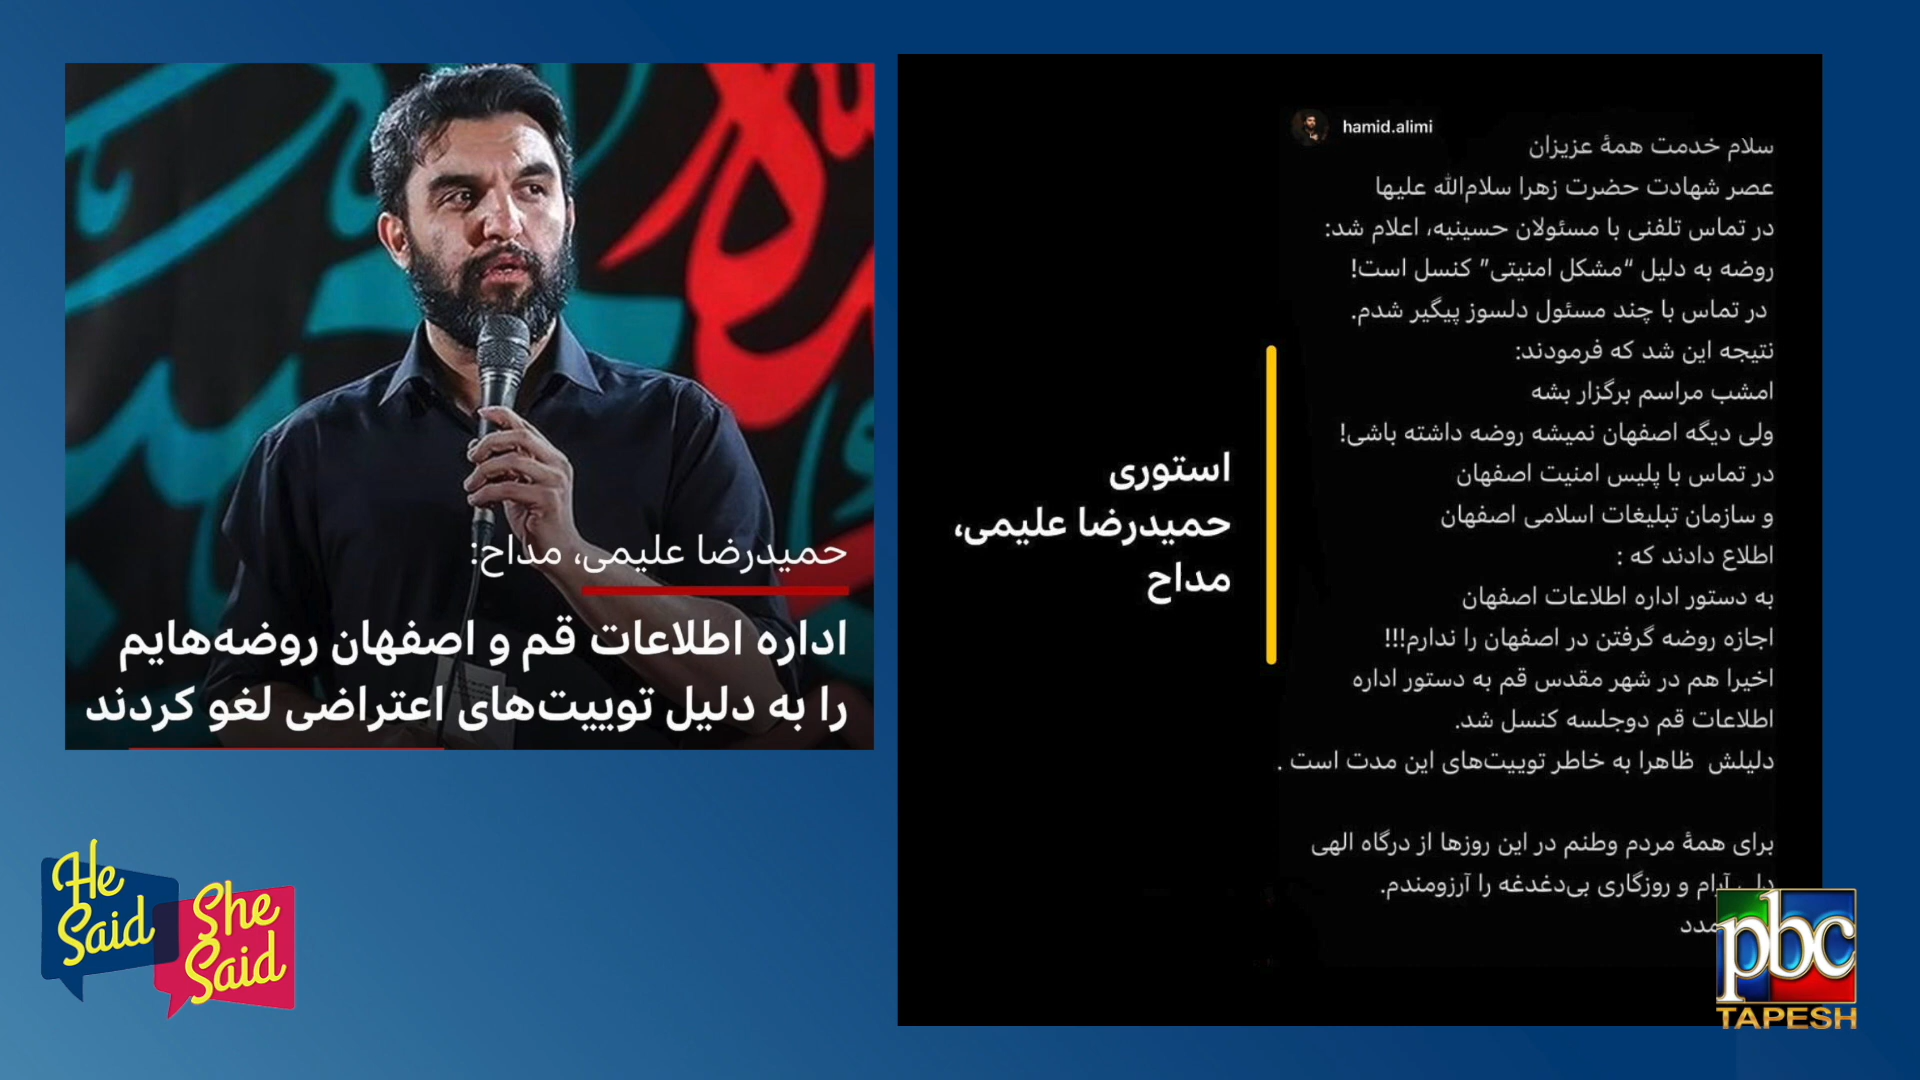 حمیدرضا علیمی، مداح:
اداره اطلاعات قم و اصفهان روضه‌هایم
را به دلیل توییت‌های اعتراضی لغو کردند
استوری
حمیدرضا علیمی،
مداح
hamid.alimi
سلام خدمت همهٔ عزیزان
عصر شهادت حضرت زهرا سلام‌الله علیها
در تماس تلفنی با مسئولان حسینیه، اعلام شد:
روضه به دلیل “مشکل امنیتی” کنسل است!
در تماس با چند مسئول دلسوز پیگیر شدم.
نتیجه این شد که فرمودند:
امشب مراسم برگزار بشه
ولی دیگه اصفهان نمیشه روضه داشته باشی!
در تماس با پلیس امنیت اصفهان
و سازمان تبلیغات اسلامی اصفهان
اطلاع دادند که :
به دستور اداره اطلاعات اصفهان
اجازه روضه گرفتن در اصفهان را ندارم!!!
اخیرا هم در شهر مقدس قم به دستور اداره
اطلاعات قم دوجلسه کنسل شد.
دلیلش ظاهرا به خاطر توییت‌های این مدت است .
برای همهٔ مردم وطنم در این روزها از درگاه الهی
آرام و روزگاری بی‌دغدغه را آرزومندم.
مدد
He
Said
She
Said
pbc
TAPESH